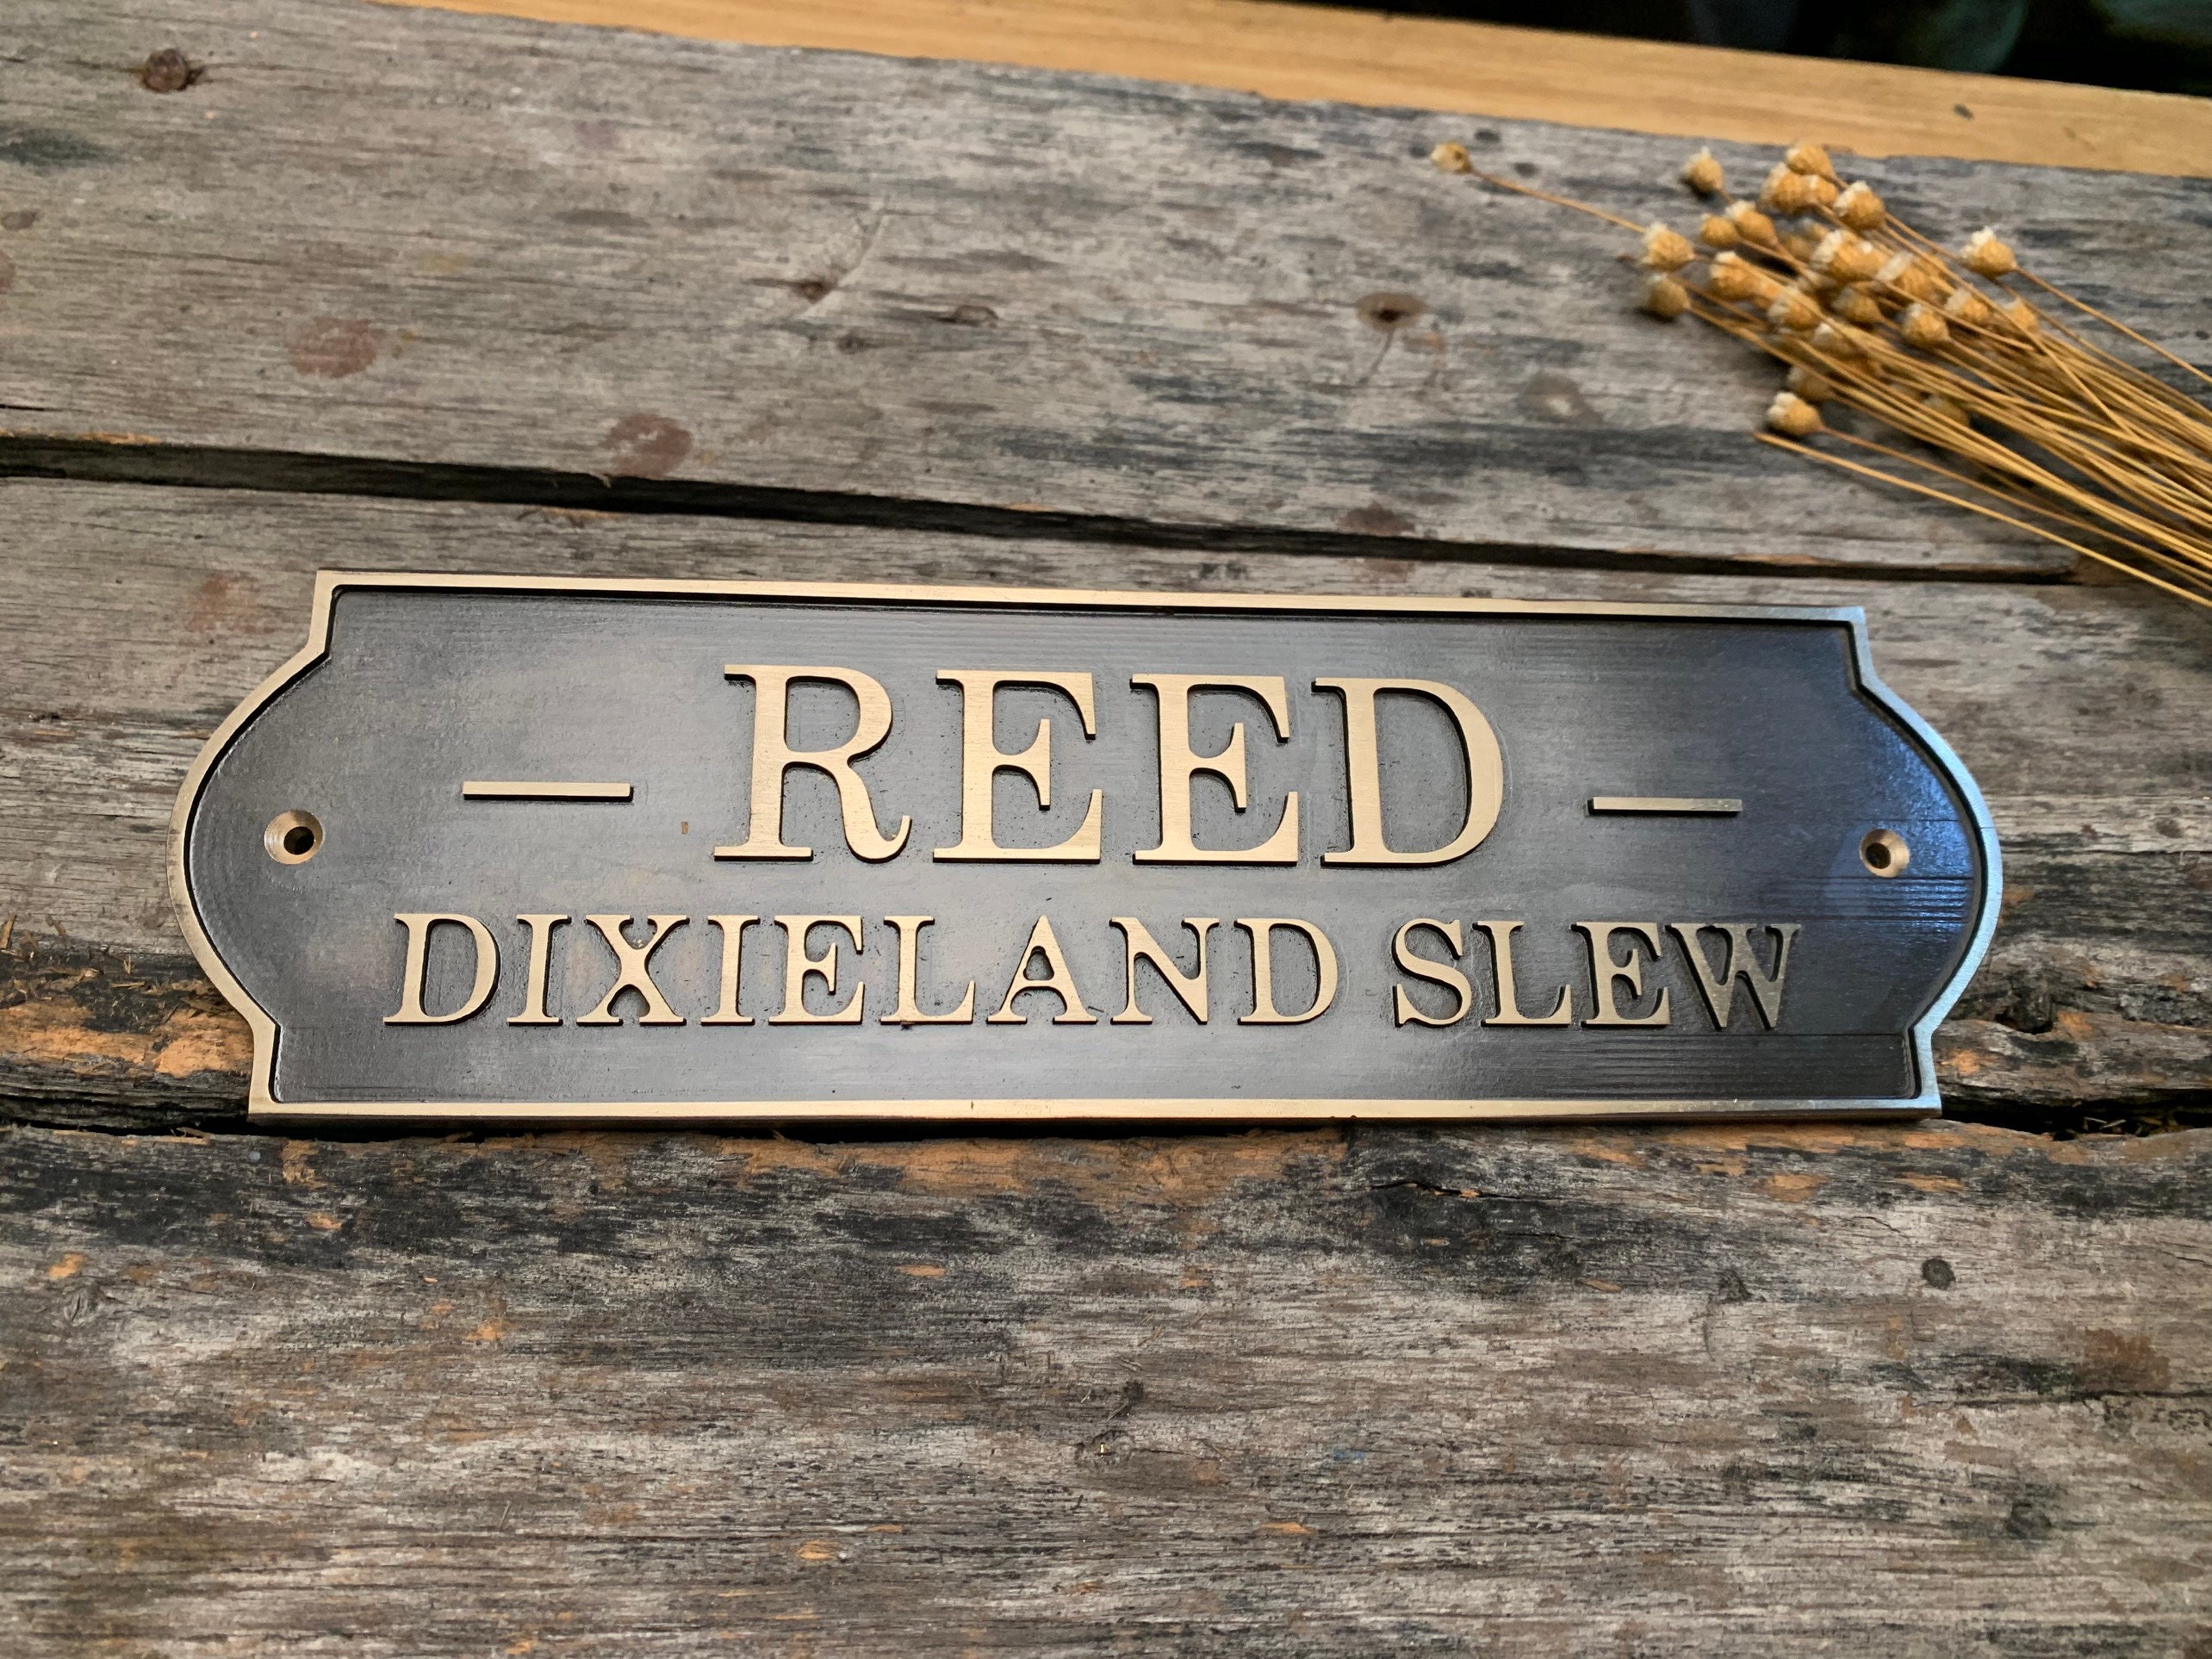 — REED —
DIXIELAND SLEW